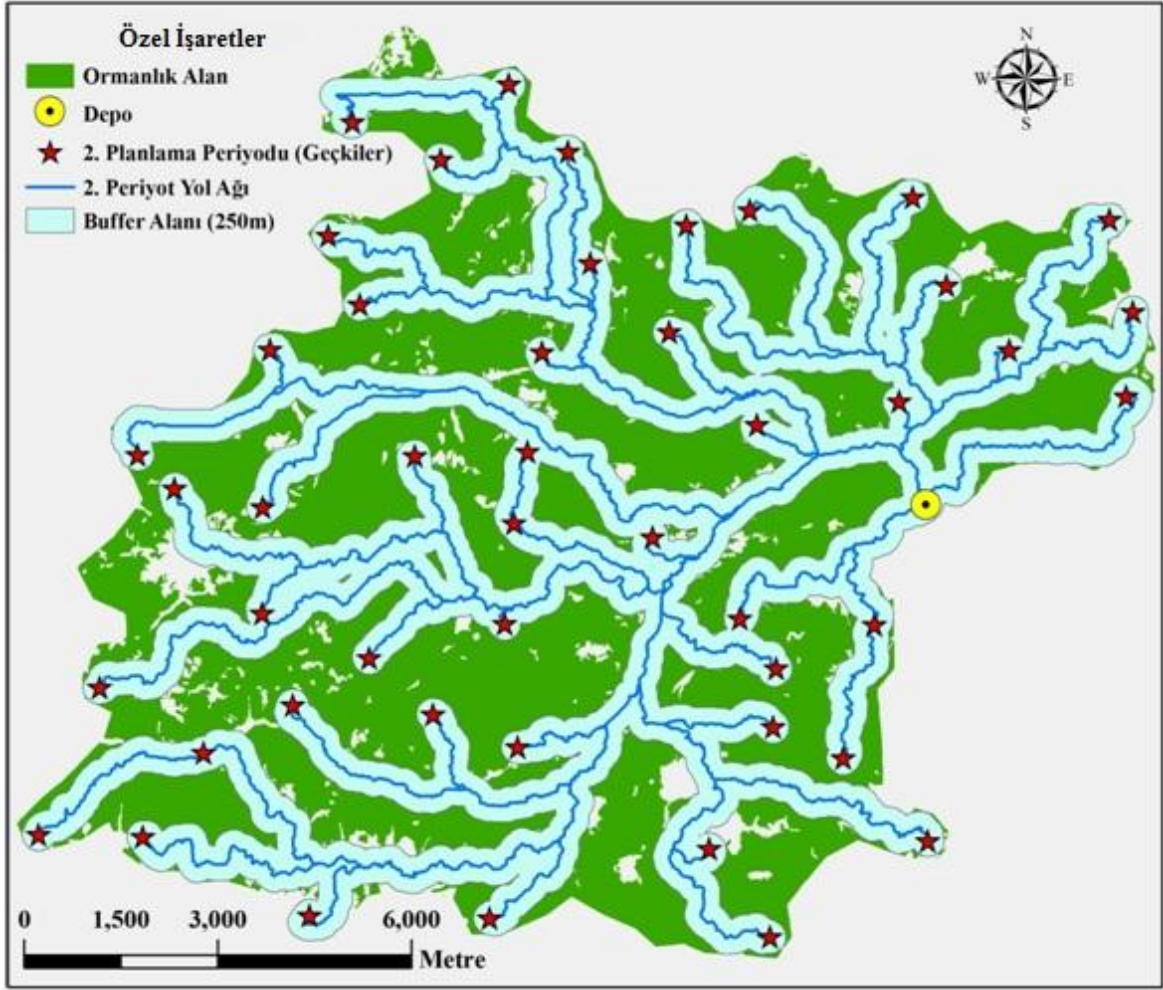 Özel İşaretler
Ormanlık Alan
Depo
2. Planlama Periyodu (Geçkiler)
2. Periyot Yol Ağı
Buffer Alanı (250m)
N
W E
S
0 1,500 3,000 6,000
Metre